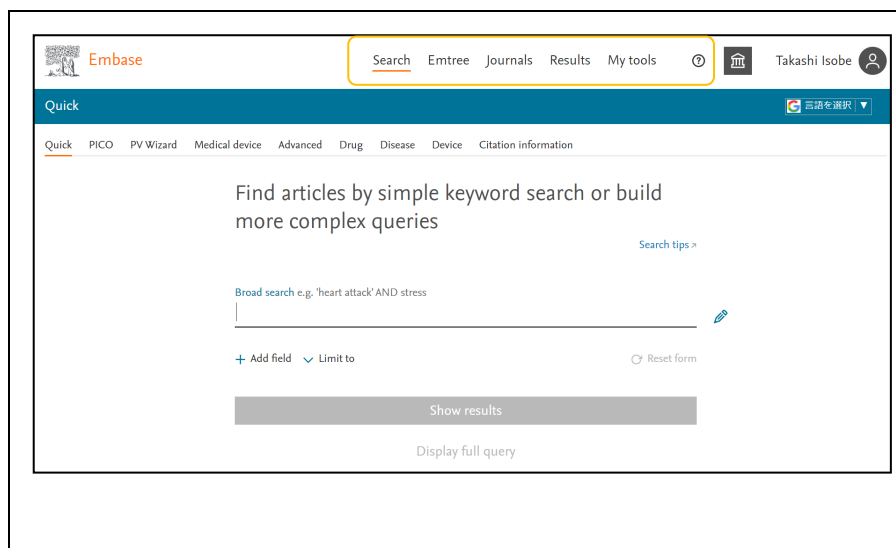 Embase
Search Emtree Journals Results My tools ? Takashi Isobe
Quick
G 言語を選択 ▼
Quick PICO PV Wizard Medical device Advanced Drug Disease Device Citation information
Find articles by simple keyword search or build
more complex queries
Search tips
Broad search e.g. 'heart attack' AND stress
+ Add field Limit to Reset form
Show results
Display full query